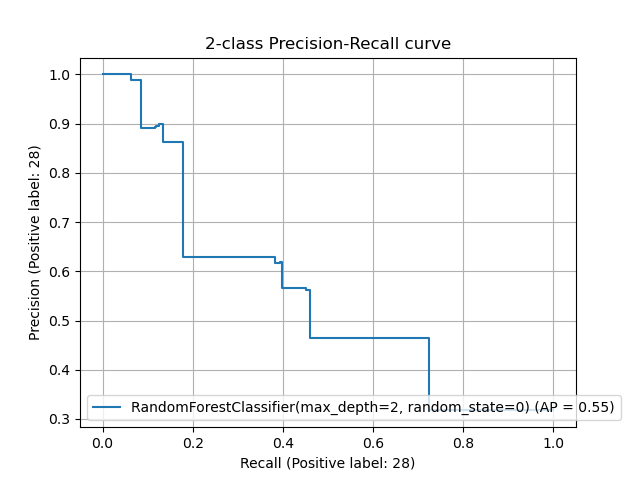 2-class Precision-Recall curve
1.0
0.9
0.8
0.7
0.6
0.5
0.4
0.3
Precision (Positive label: 28)
RandomForestClassifier(max_depth=2, random_state=0) (AP = 0.55)
0.0 0.2 0.4 0.6 0.8 1.0
Recall (Positive label: 28)